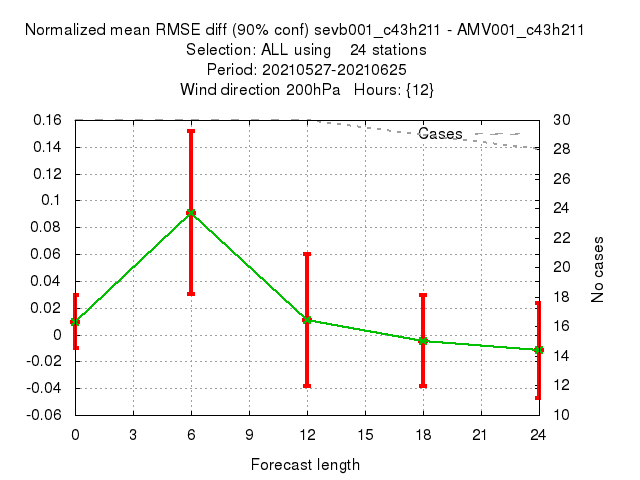 Normalized mean RMSE diff (90% conf) sevb001_c43h211 - AMV001_c43h211
Selection: ALL using    24 stations
Period: 20210527-20210625
Wind direction 200hPa   Hours: {12}
Cases
0.16
0.14
0.12
0.1
0.08
0.06
0.04
0.02
0
-0.02
-0.04
-0.06
30
28
26
24
22
20
18
16
14
12
10
No cases
0 3 6 9 12 15 18 21 24
Forecast length